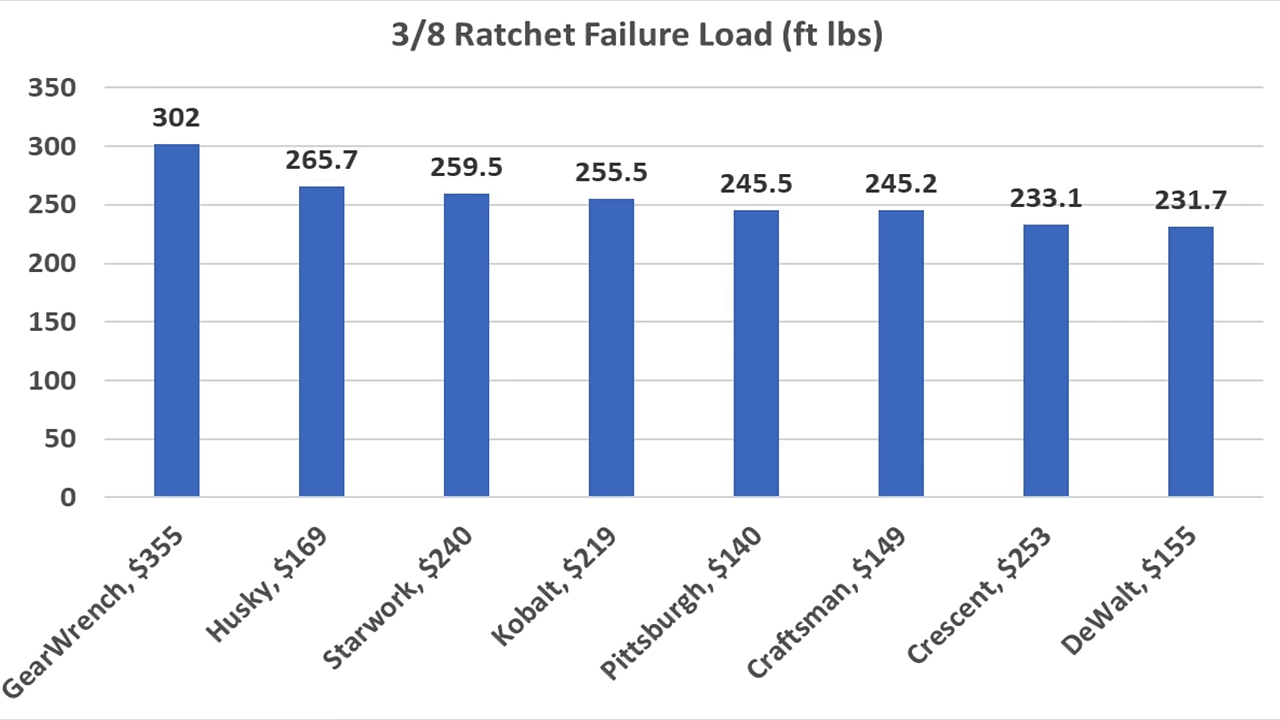 3/8 Ratchet Failure Load (ft lbs)
350
300
250
200
150
100
50
0
302
265.7
259.5
255.5
245.5
245.2
233.1
231.7
GearWrench, $355
Husky, $169
Starwork, $240
Kobalt, $219
Pittsburgh, $140
Craftsman, $149
Crescent, $253
DeWalt, $155